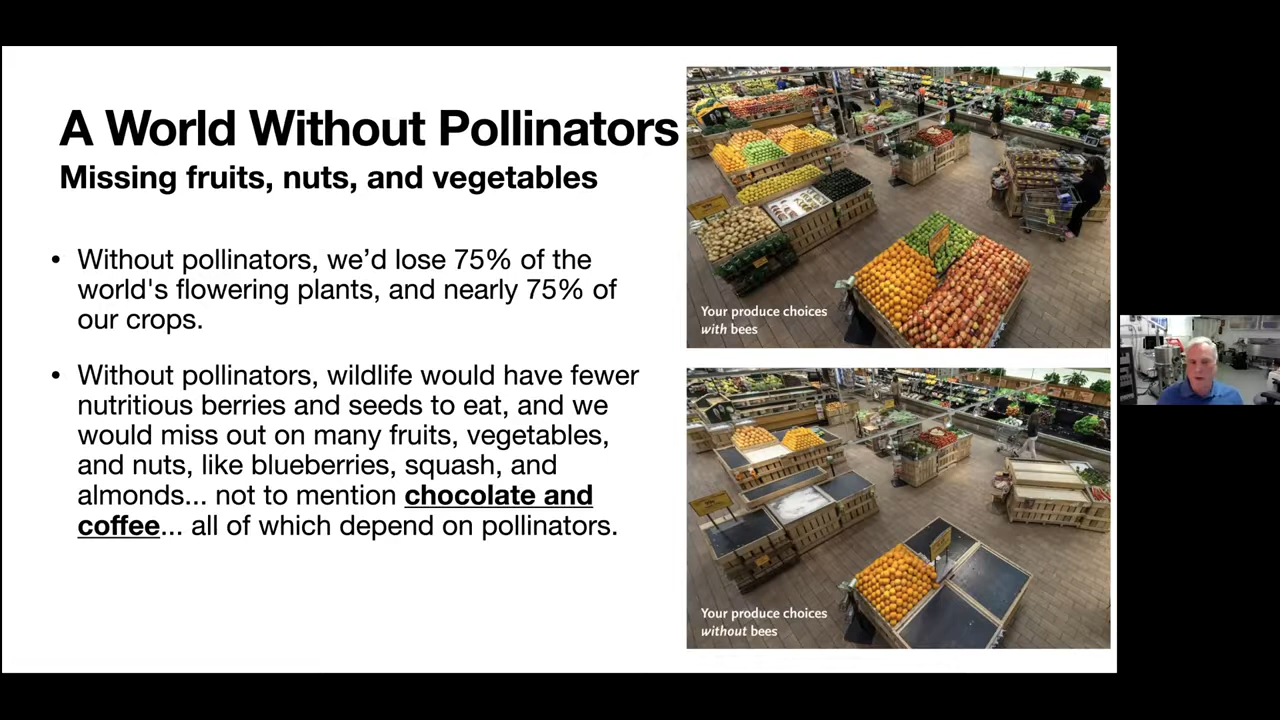 A World Without Pollinators
Missing fruits, nuts, and vegetables
• Without pollinators, we’d lose 75% of the
world's flowering plants, and nearly 75% of
our crops.
• Without pollinators, wildlife would have fewer
nutritious berries and seeds to eat, and we
would miss out on many fruits, vegetables,
and nuts, like blueberries, squash, and
almonds... not to mention chocolate and
coffee... all of which depend on pollinators.
Your produce choices
with bees
Your produce choices
without bees